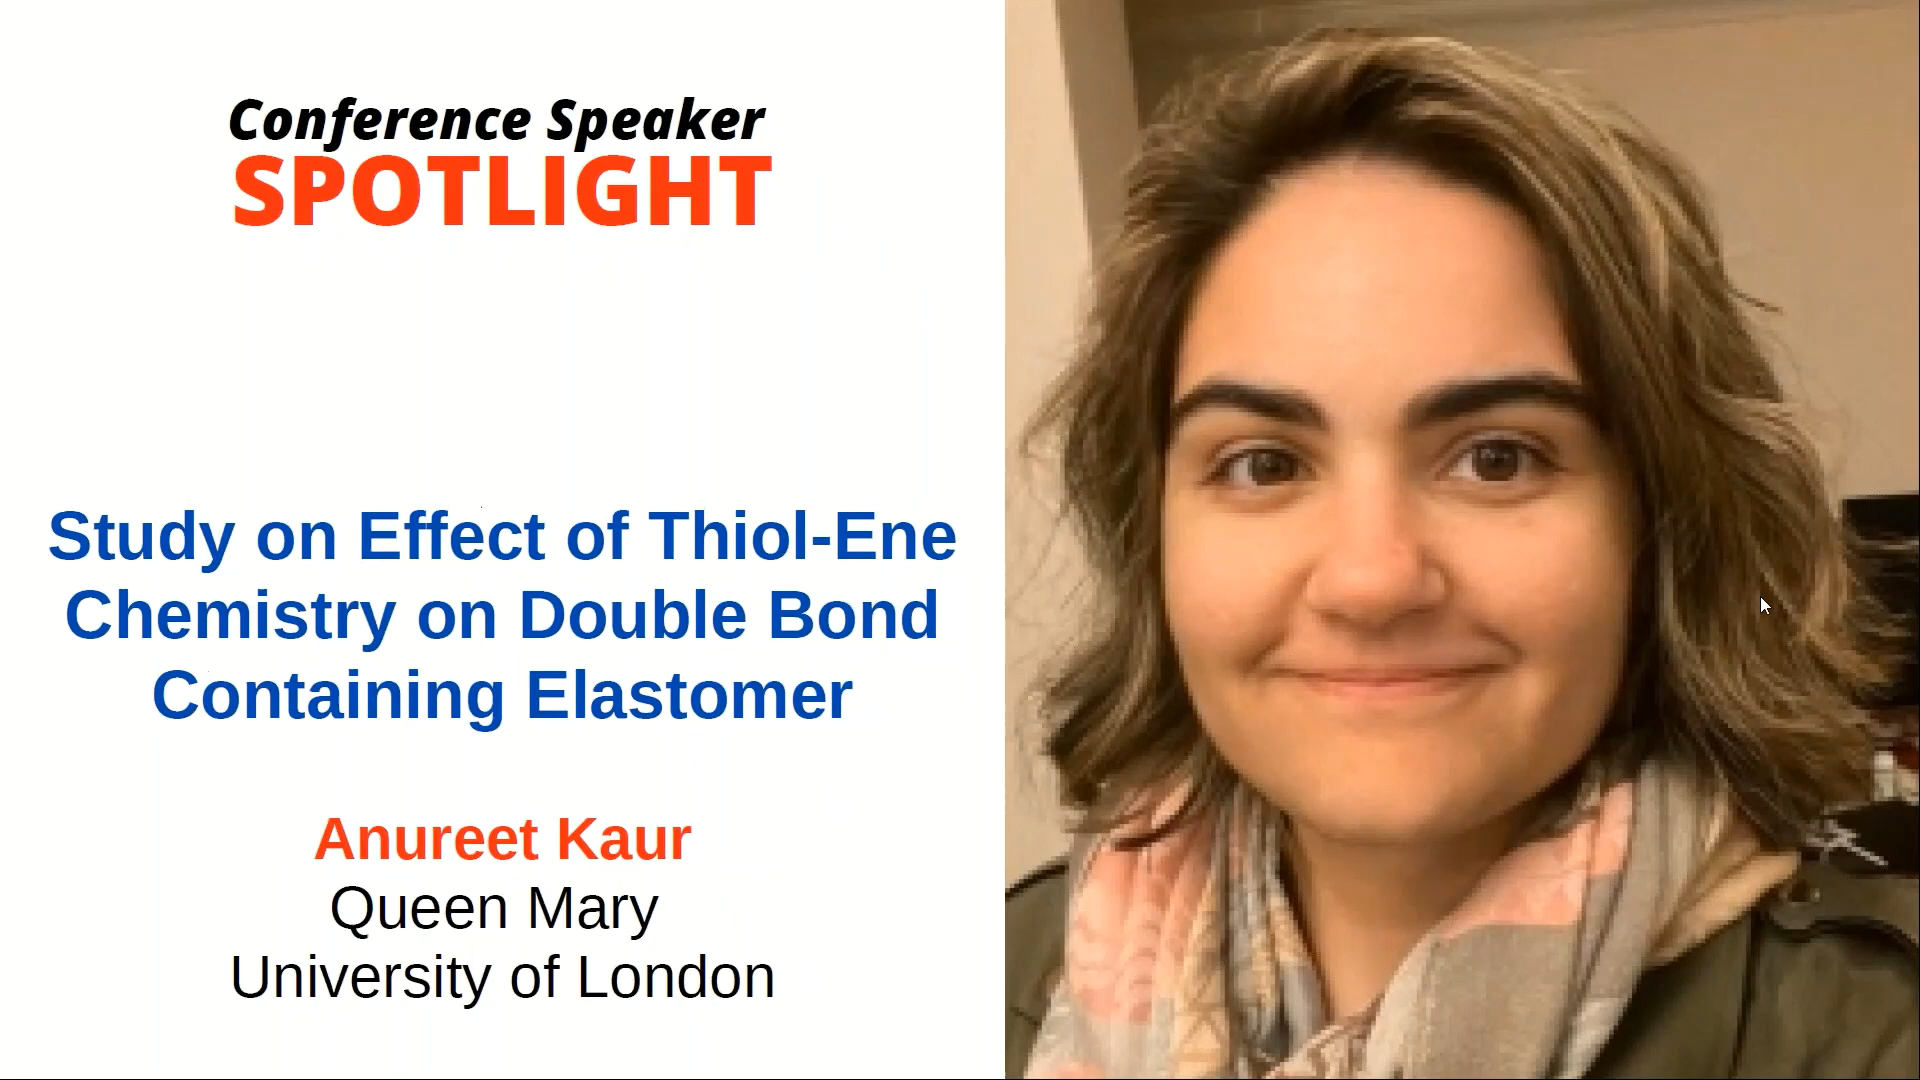 Conference Speaker
SPOTLIGHT
Study on Effect of Thiol-Ene
Chemistry on Double Bond
Containing Elastomer
Anureet Kaur
Queen Mary
University of London